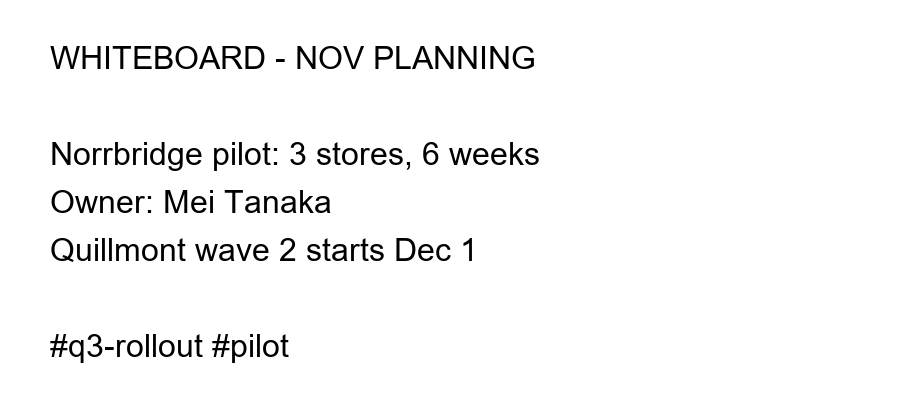 WHITEBOARD - NOV PLANNING
Norrbridge pilot: 3 stores, 6 weeks
Owner: Mei Tanaka
Quillmont wave 2 starts Dec 1
#q3-rollout #pilot